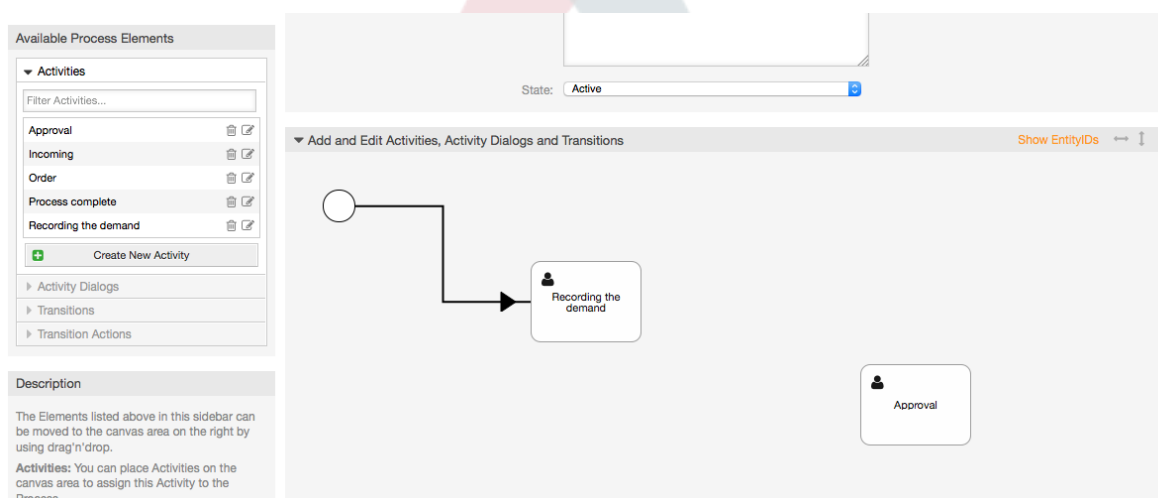 Available Process Elements
Activities
Filter Activities...
Approval
Incoming
Order
Process complete
Recording the demand
Create New Activity
Activity Dialogs
Transitions
Transition Actions
Description
The Elements listed above in this sidebar can
be moved to the canvas area on the right by
using drag'n'drop.
Activities: You can place Activities on the
canvas area to assign this Activity to the
Process.
State: Active
Add and Edit Activities, Activity Dialogs and Transitions
Show EntityIDs
Recording the
demand
Approval